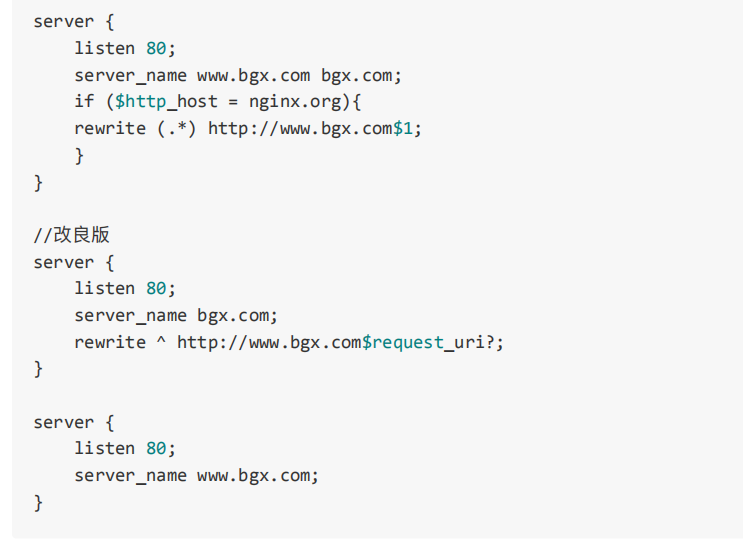 server {
    listen 80;
    server_name www.bgx.com bgx.com;
    if ($http_host = nginx.org){
    rewrite (.*) http://www.bgx.com$1;
    }
}
//改良版
server {
    listen 80;
    server_name bgx.com;
    rewrite ^ http://www.bgx.com$request_uri?;
}
server {
    listen 80;
    server_name www.bgx.com;
}